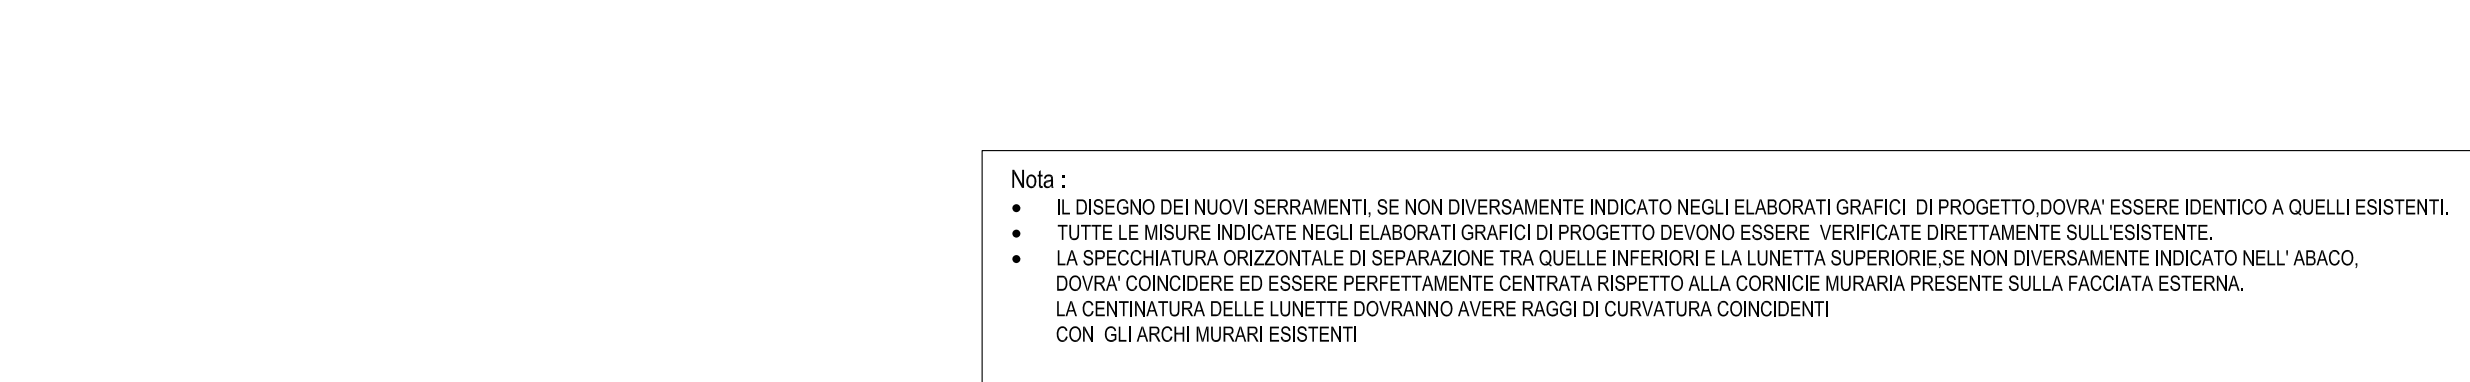 Nota :
• IL DISEGNO DEI NUOVI SERRAMENTI, SE NON DIVERSAMENTE INDICATO NEGLI ELABORATI GRAFICI  DI PROGETTO,DOVRA' ESSERE IDENTICO A QUELLI ESISTENTI.
• TUTTE LE MISURE INDICATE NEGLI ELABORATI GRAFICI DI PROGETTO DEVONO ESSERE  VERIFICATE DIRETTAMENTE SULL'ESISTENTE.
• LA SPECCHIATURA ORIZZONTALE DI SEPARAZIONE TRA QUELLE INFERIORI E LA LUNETTA SUPERIORIE,SE NON DIVERSAMENTE INDICATO NELL' ABACO,
DOVRA' COINCIDERE ED ESSERE PERFETTAMENTE CENTRATA RISPETTO ALLA CORNICIE MURARIA PRESENTE SULLA FACCIATA ESTERNA.
LA CENTINATURA DELLE LUNETTE DOVRANNO AVERE RAGGI DI CURVATURA COINCIDENTI
CON  GLI ARCHI MURARI ESISTENTI